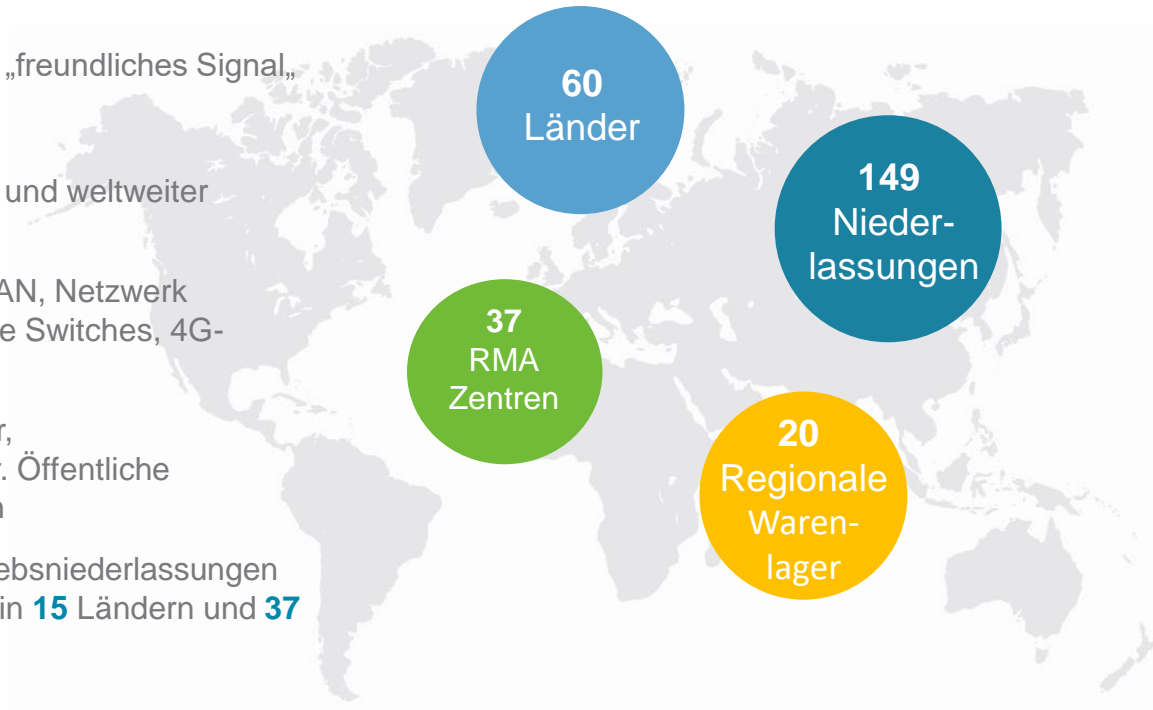 „freundliches Signal„
und weltweiter
AN, Netzwerk
e Switches, 4G-
r,
. Öffentliche
n
ebsniederlassungen
in 15 Ländern und 37
60
Länder
149
Nieder-
lassungen
37
RMA
Zentren
20
Regionale
Waren-
lager